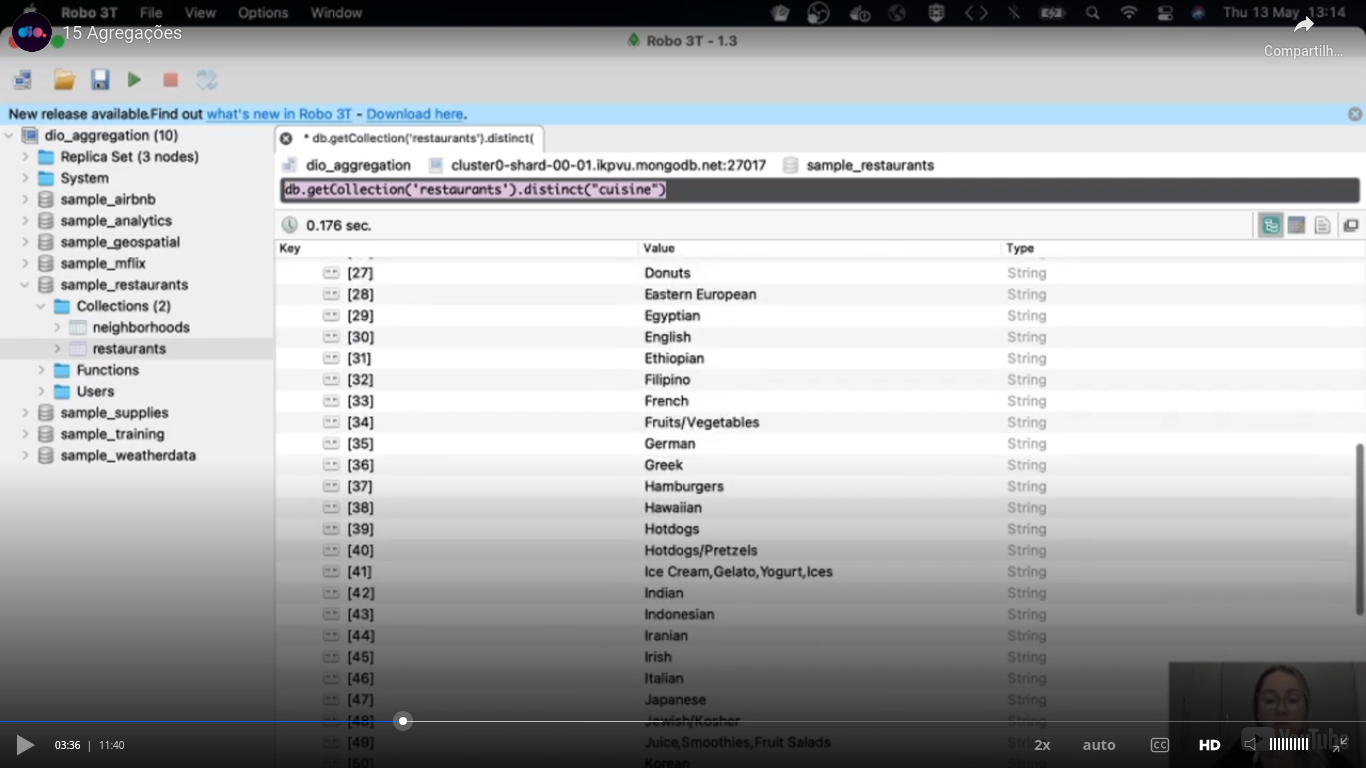 Robo 3T File View Options Window
Thu 13 May 13:14
dio.
15 Agregações
Robo 3T - 1.3
Compartilh...
New release available.Find out what's new in Robo 3T - Download here.
dio_aggregation (10)
Replica Set (3 nodes)
System
sample_airbnb
sample_analytics
sample_geospatial
sample_mflix
sample_restaurants
Collections (2)
neighborhoods
restaurants
Functions
Users
sample_supplies
sample_training
sample_weatherdata
* db.getCollection('restaurants').distinct(
dio_aggregation cluster0-shard-00-01.ikpvu.mongodb.net:27017 sample_restaurants
db.getCollection('restaurants').distinct("cuisine")
0.176 sec.
Key Value Type
[27] Donuts String
[28] Eastern European String
[29] Egyptian String
[30] English String
[31] Ethiopian String
[32] Filipino String
[33] French String
[34] Fruits/Vegetables String
[35] German String
[36] Greek String
[37] Hamburgers String
[38] Hawaiian String
[39] Hotdogs String
[40] Hotdogs/Pretzels String
[41] Ice Cream,Gelato,Yogurt,Ices String
[42] Indian String
[43] Indonesian String
[44] Iranian String
[45] Irish String
[46] Italian String
[47] Japanese String
[48] Jewish/Kosher String
[49] Juice,Smoothies,Fruit Salads String
[50] Korean String
03:36 | 11:40
2x auto CC HD
YouTube